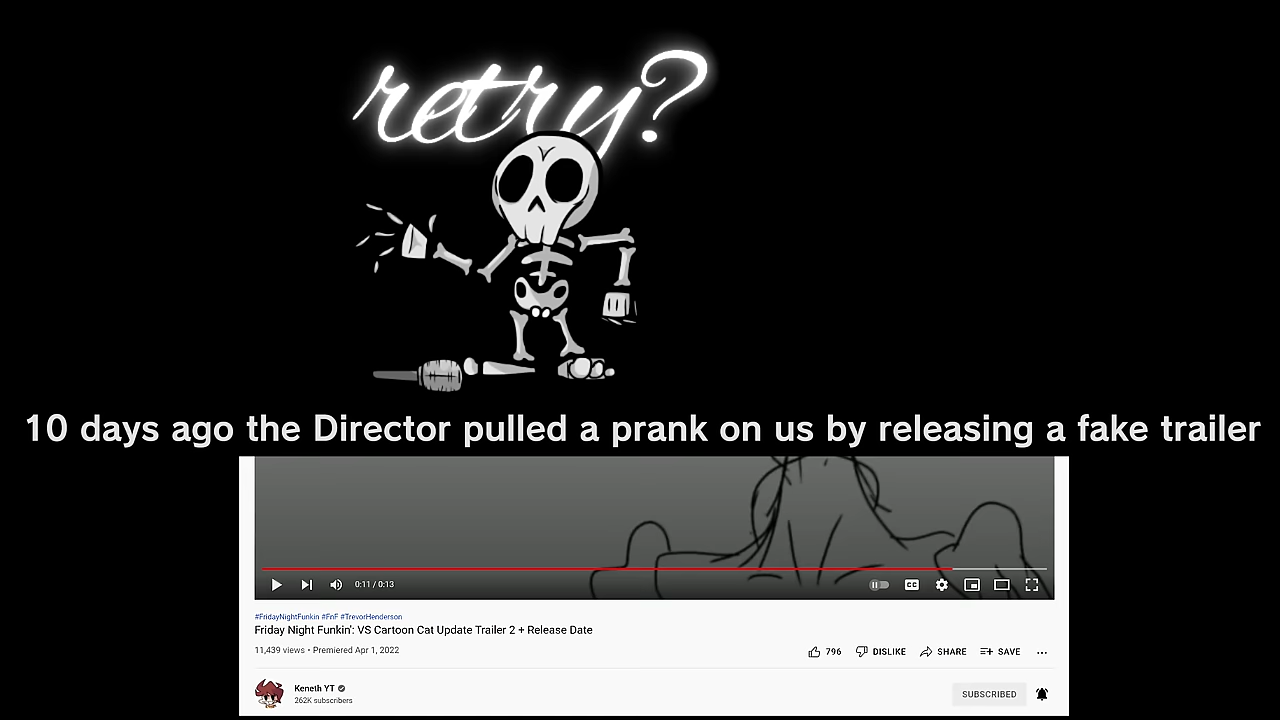 retry?
10 days ago the Director pulled a prank on us by releasing a fake trailer
0:11 / 0:13
CC
#FridayNightFunkin #FnF #TrevorHenderson
Friday Night Funkin': VS Cartoon Cat Update Trailer 2 + Release Date
11,439 views • Premiered Apr 1, 2022
796 DISLIKE SHARE SAVE ...
Keneth YT
262K subscribers
SUBSCRIBED